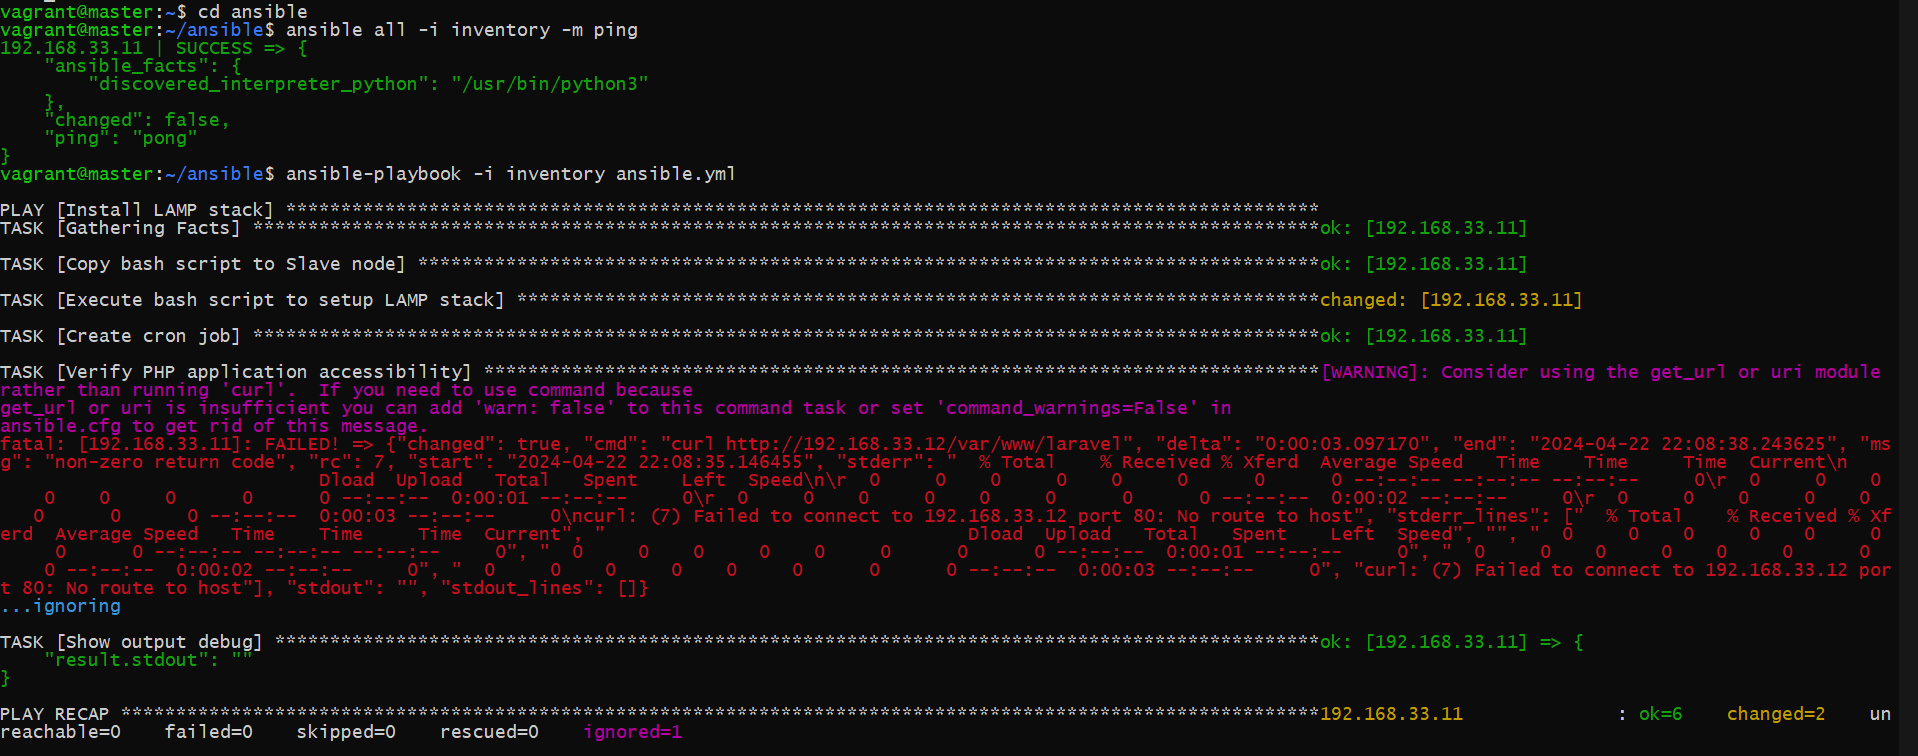 vagrant@master:~$ cd ansible
vagrant@master:~/ansible$ ansible all -i inventory -m ping
192.168.33.11 | SUCCESS => {
    "ansible_facts": {
        "discovered_interpreter_python": "/usr/bin/python3"
    },
    "changed": false,
    "ping": "pong"
}
vagrant@master:~/ansible$ ansible-playbook -i inventory ansible.yml

PLAY [Install LAMP stack] **********************************************************************************************
TASK [Gathering Facts] *************************************************************************************************ok: [192.168.33.11]

TASK [Copy bash script to Slave node] **********************************************************************************ok: [192.168.33.11]

TASK [Execute bash script to setup LAMP stack] *************************************************************************changed: [192.168.33.11]

TASK [Create cron job] *************************************************************************************************ok: [192.168.33.11]

TASK [Verify PHP application accessibility] ****************************************************************************[WARNING]: Consider using the get_url or uri module
rather than running 'curl'.  If you need to use command because
get_url or uri is insufficient you can add 'warn: false' to this command task or set 'command_warnings=False' in
ansible.cfg to get rid of this message.
fatal: [192.168.33.11]: FAILED! => {"changed": true, "cmd": "curl http://192.168.33.12/var/www/laravel", "delta": "0:00:03.097170", "end": "2024-04-22 22:08:38.243625", "ms
g": "non-zero return code", "rc": 7, "start": "2024-04-22 22:08:35.146455", "stderr": "  % Total    % Received % Xferd  Average Speed   Time    Time     Time  Current\n
                             Dload  Upload   Total   Spent    Left  Speed\n\r  0     0    0     0    0     0      0      0 --:--:-- --:--:-- --:--:--     0\r  0     0    0
    0    0     0      0      0 --:--:--  0:00:01 --:--:--     0\r  0     0    0     0    0     0      0      0 --:--:--  0:00:02 --:--:--     0\r  0     0    0     0    0
   0      0      0 --:--:--  0:00:03 --:--:--     0\ncurl: (7) Failed to connect to 192.168.33.12 port 80: No route to host", "stderr_lines": ["  % Total    % Received % Xf
erd  Average Speed   Time    Time     Time  Current", "                                 Dload  Upload   Total   Spent    Left  Speed", "", "  0     0    0     0    0     0
     0      0 --:--:-- --:--:-- --:--:--     0", "  0     0    0     0    0     0      0      0 --:--:--  0:00:01 --:--:--     0", "  0     0    0     0    0     0      0
    0 --:--:--  0:00:02 --:--:--     0", "  0     0    0     0    0     0      0      0 --:--:--  0:00:03 --:--:--     0", "curl: (7) Failed to connect to 192.168.33.12 por
t 80: No route to host"], "stdout": "", "stdout_lines": []}
...ignoring

TASK [Show output debug] ***********************************************************************************************ok: [192.168.33.11] => {
    "result.stdout": ""
}

PLAY RECAP *************************************************************************************************************192.168.33.11              : ok=6    changed=2    un
reachable=0    failed=0    skipped=0    rescued=0    ignored=1